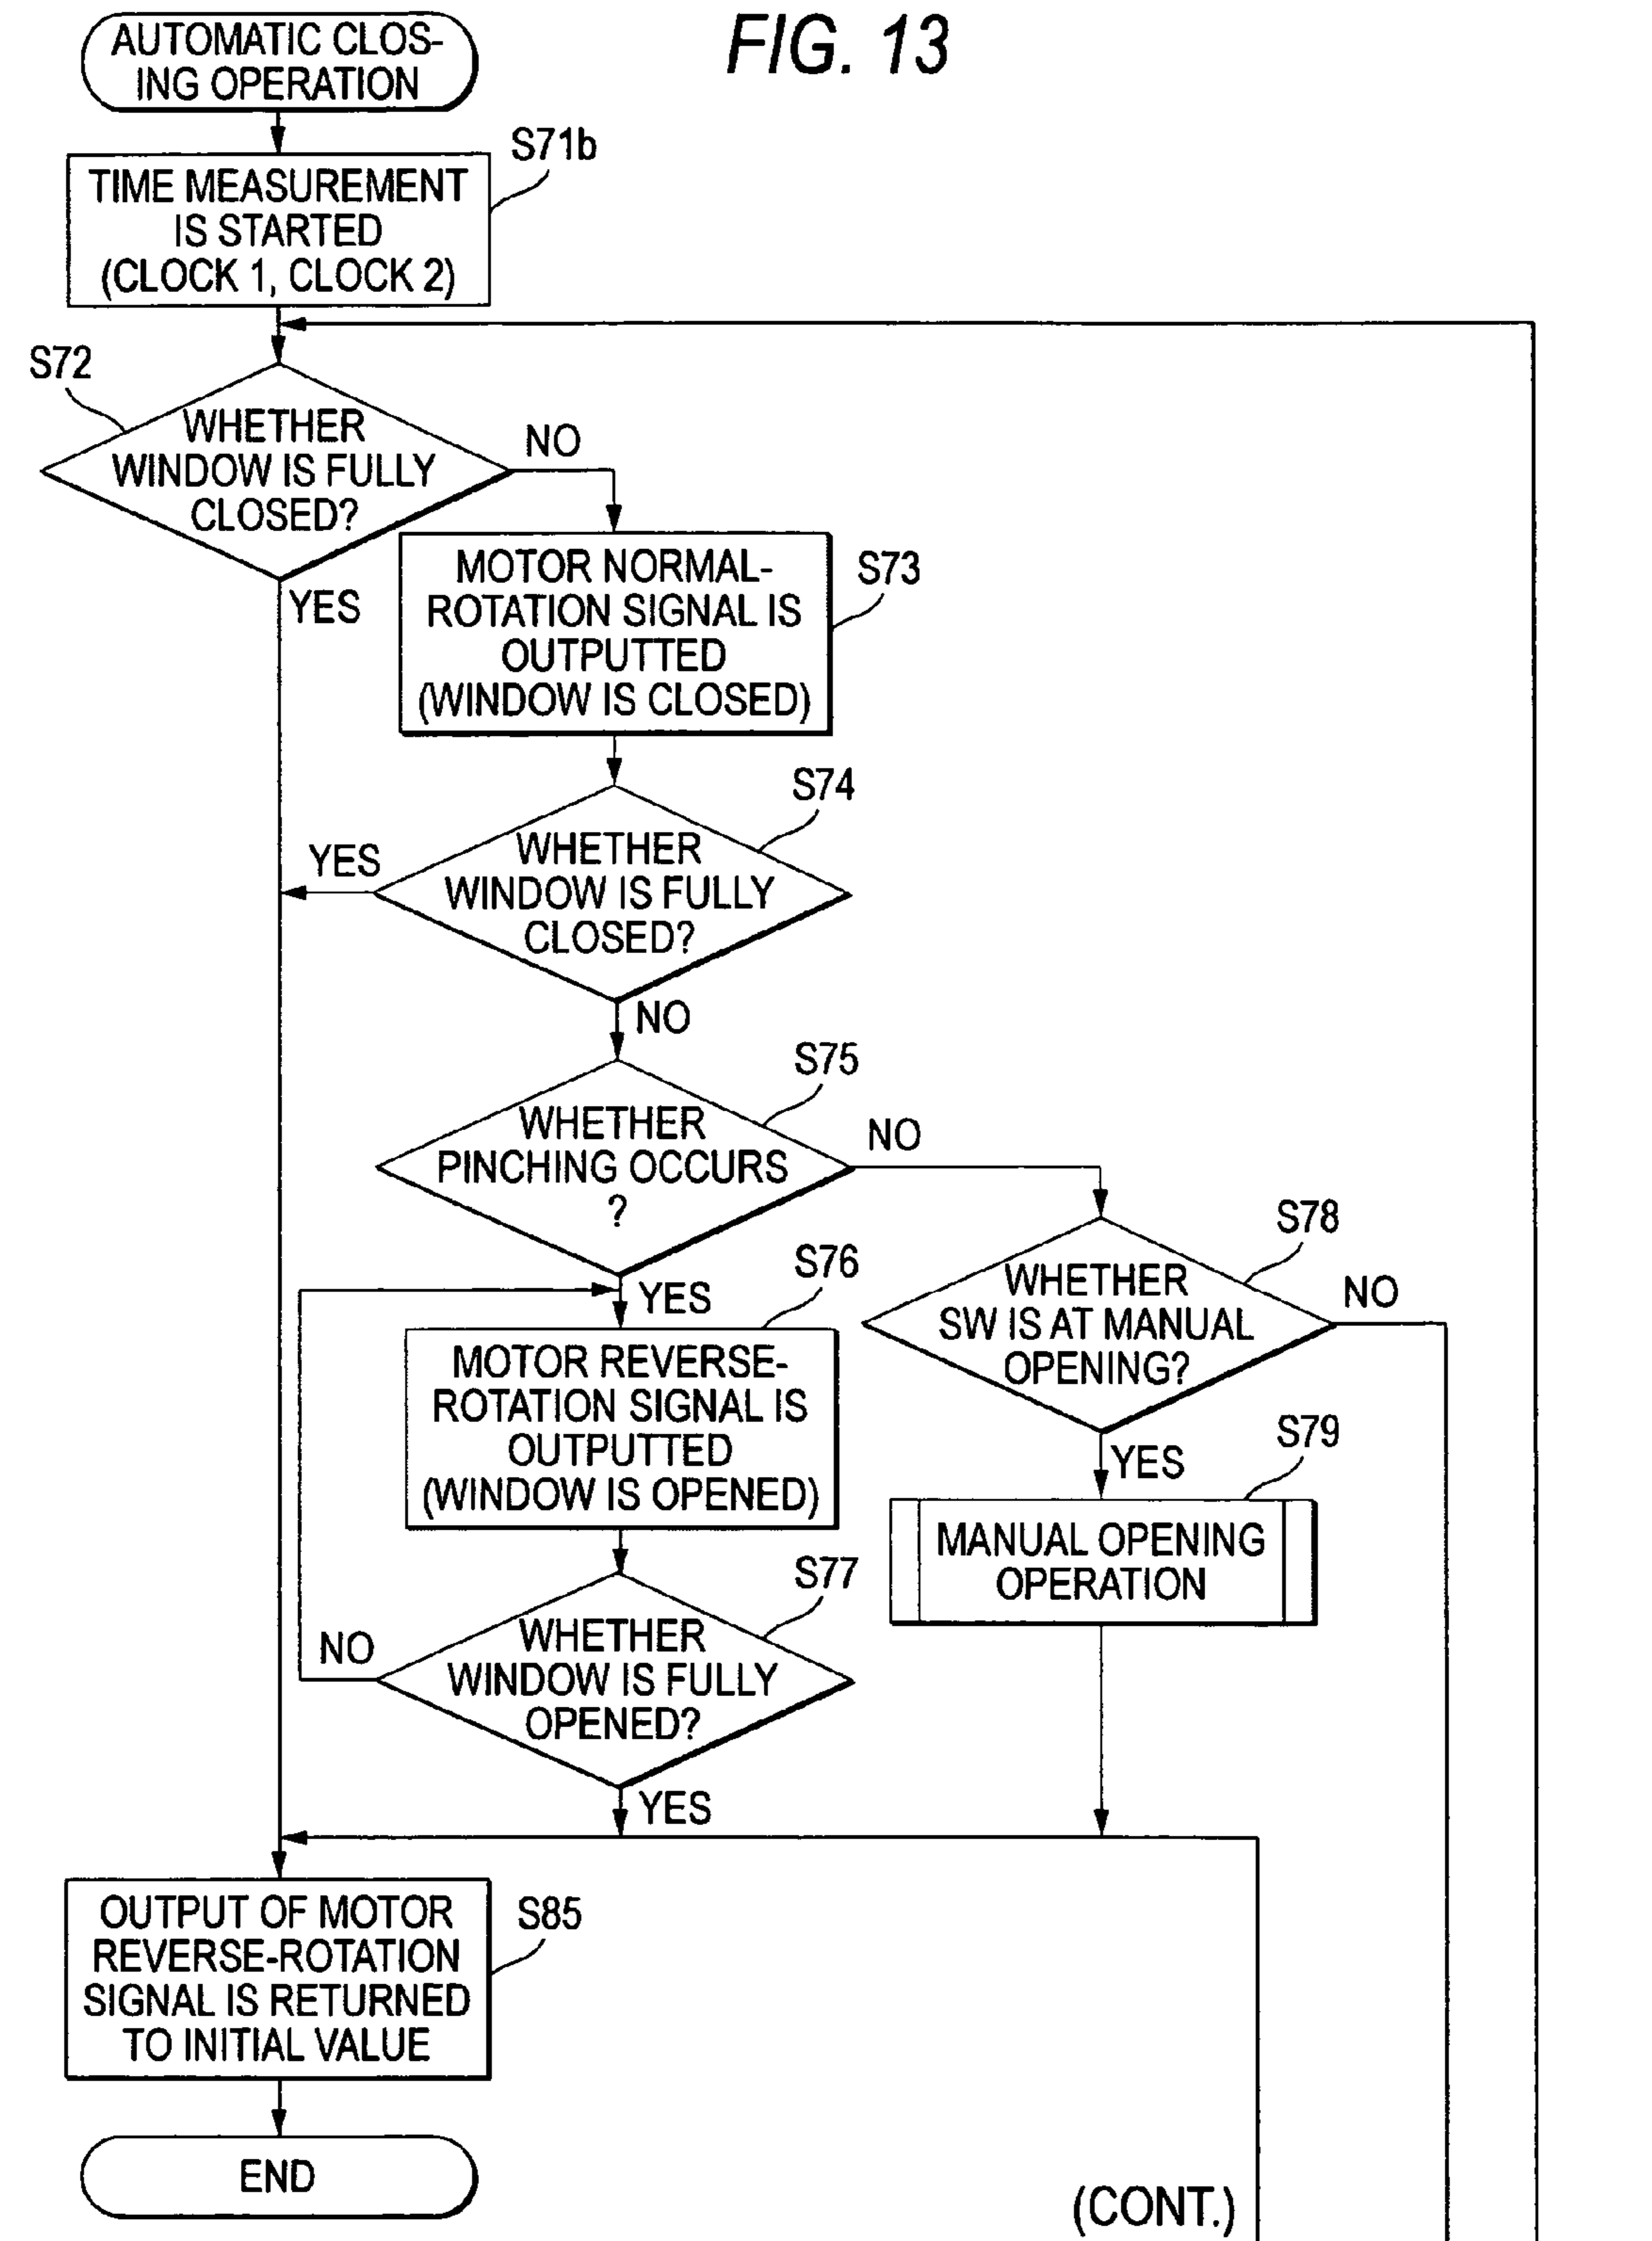 FIG. 13
AUTOMATIC CLOS-
ING OPERATION
S71b
TIME MEASUREMENT
IS STARTED
(CLOCK 1, CLOCK 2)
S72
WHETHER
WINDOW IS FULLY
CLOSED?
NO
YES
MOTOR NORMAL-
ROTATION SIGNAL IS
OUTPUTTED
(WINDOW IS CLOSED)
S73
S74
WHETHER
WINDOW IS FULLY
CLOSED?
YES
NO
S75
WHETHER
PINCHING OCCURS
?
NO
YES
S76
MOTOR REVERSE-
ROTATION SIGNAL IS
OUTPUTTED
(WINDOW IS OPENED)
S77
WHETHER
WINDOW IS FULLY
OPENED?
NO
YES
S78
WHETHER
SW IS AT MANUAL
OPENING?
NO
YES
S79
MANUAL OPENING
OPERATION
OUTPUT OF MOTOR
REVERSE-ROTATION
SIGNAL IS RETURNED
TO INITIAL VALUE
S85
END
(CONT.)